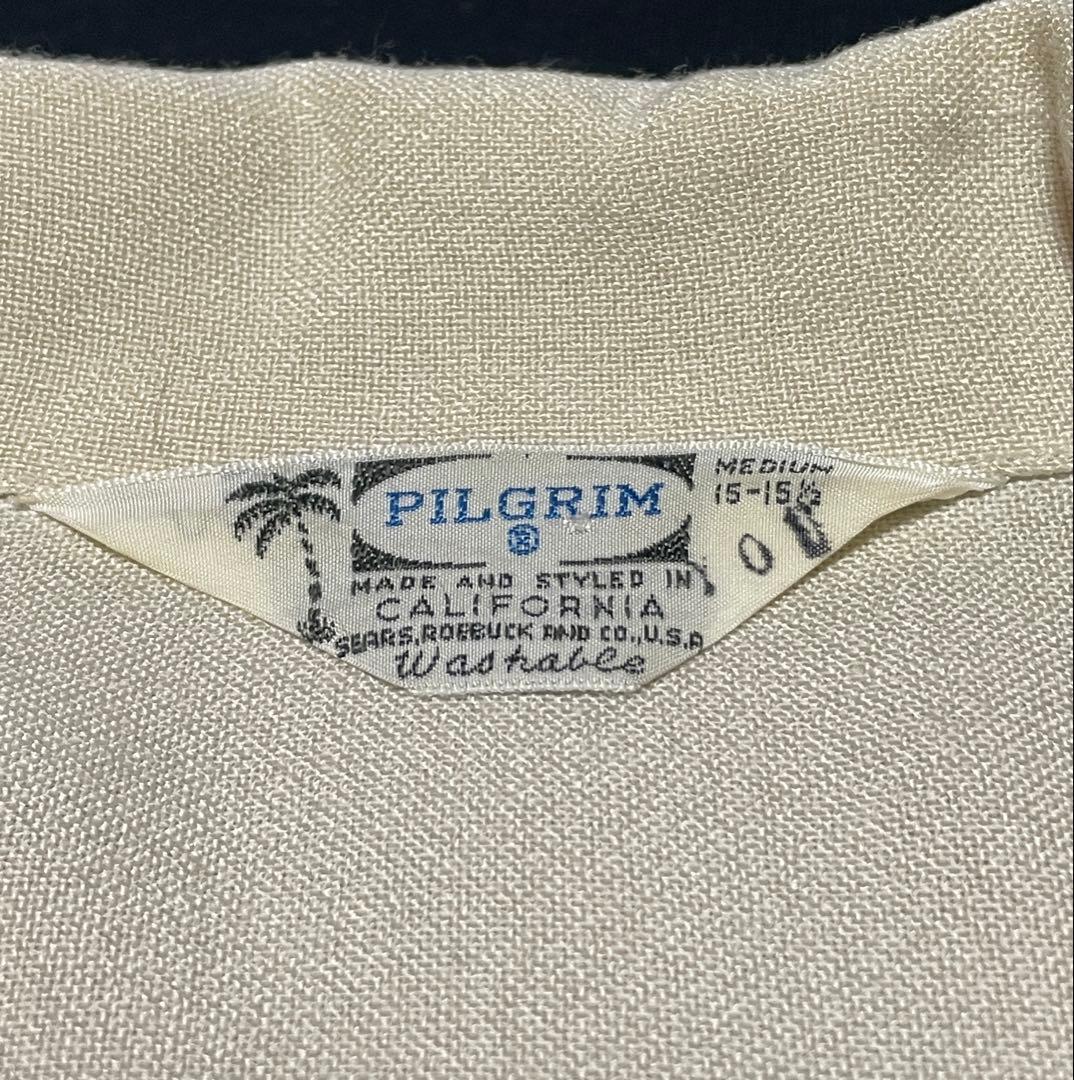 PILGRIM
®
MEDIUM
15-15½
MADE AND STYLED IN
CALIFORNIA
SEARS, ROEBUCK AND CO., U.S.A
Washable